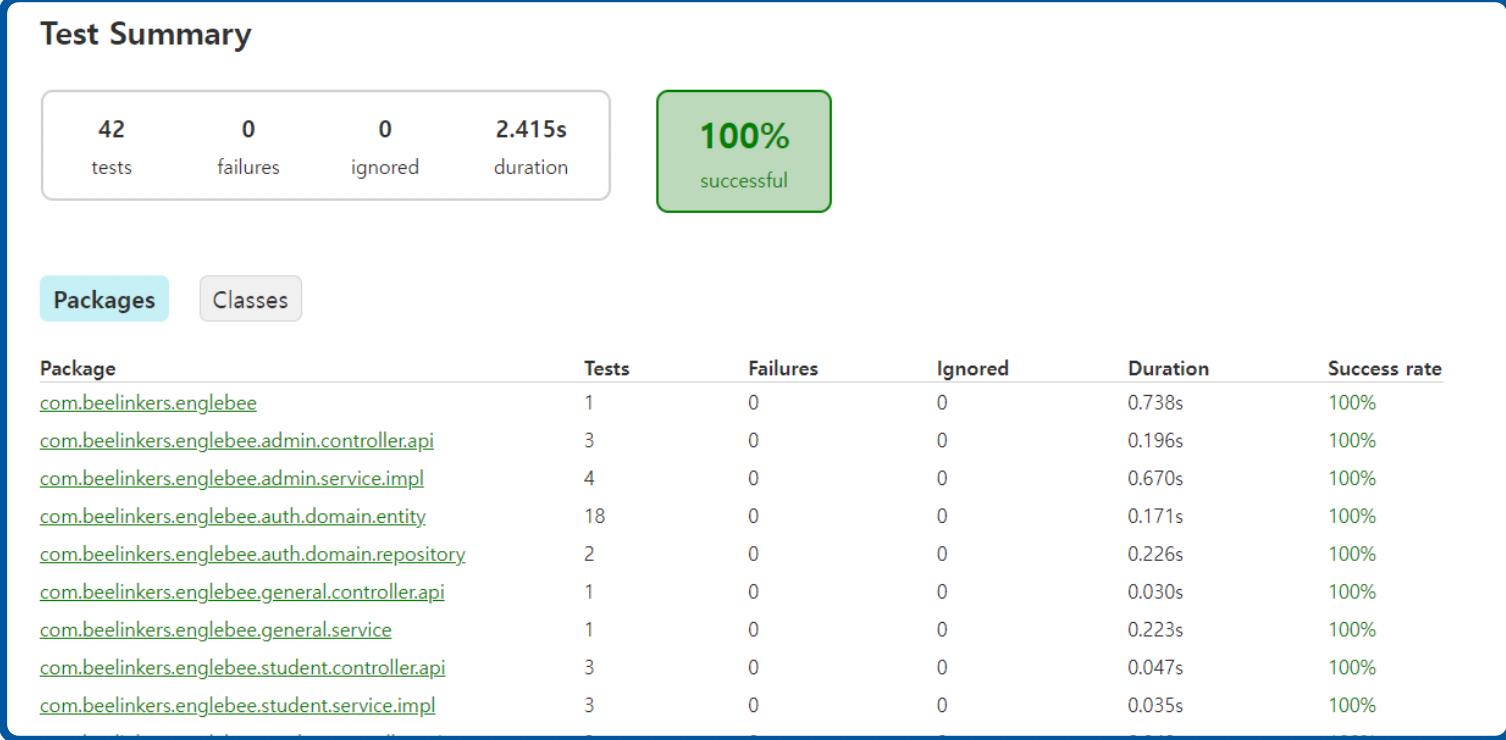 Test Summary
42 0 0 2.415s
tests failures ignored duration
100%
successful
Packages Classes
Package Tests Failures Ignored Duration Success rate
com.beelinkers.englebee 1 0 0 0.738s 100%
com.beelinkers.englebee.admin.controller.api 3 0 0 0.196s 100%
com.beelinkers.englebee.admin.service.impl 4 0 0 0.670s 100%
com.beelinkers.englebee.auth.domain.entity 18 0 0 0.171s 100%
com.beelinkers.englebee.auth.domain.repository 2 0 0 0.226s 100%
com.beelinkers.englebee.general.controller.api 1 0 0 0.030s 100%
com.beelinkers.englebee.general.service 1 0 0 0.223s 100%
com.beelinkers.englebee.student.controller.api 3 0 0 0.047s 100%
com.beelinkers.englebee.student.service.impl 3 0 0 0.035s 100%